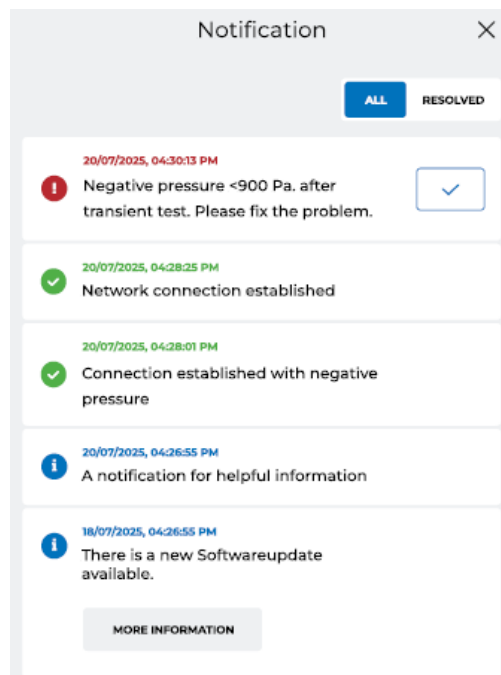 Notification
ALL RESOLVED
20/07/2025, 04:30:13 PM
Negative pressure <900 Pa. after
transient test. Please fix the problem.
20/07/2025, 04:28:25 PM
Network connection established
20/07/2025, 04:28:01 PM
Connection established with negative
pressure
20/07/2025, 04:26:55 PM
A notification for helpful information
18/07/2025, 04:26:55 PM
There is a new Softwareupdate
available.
MORE INFORMATION